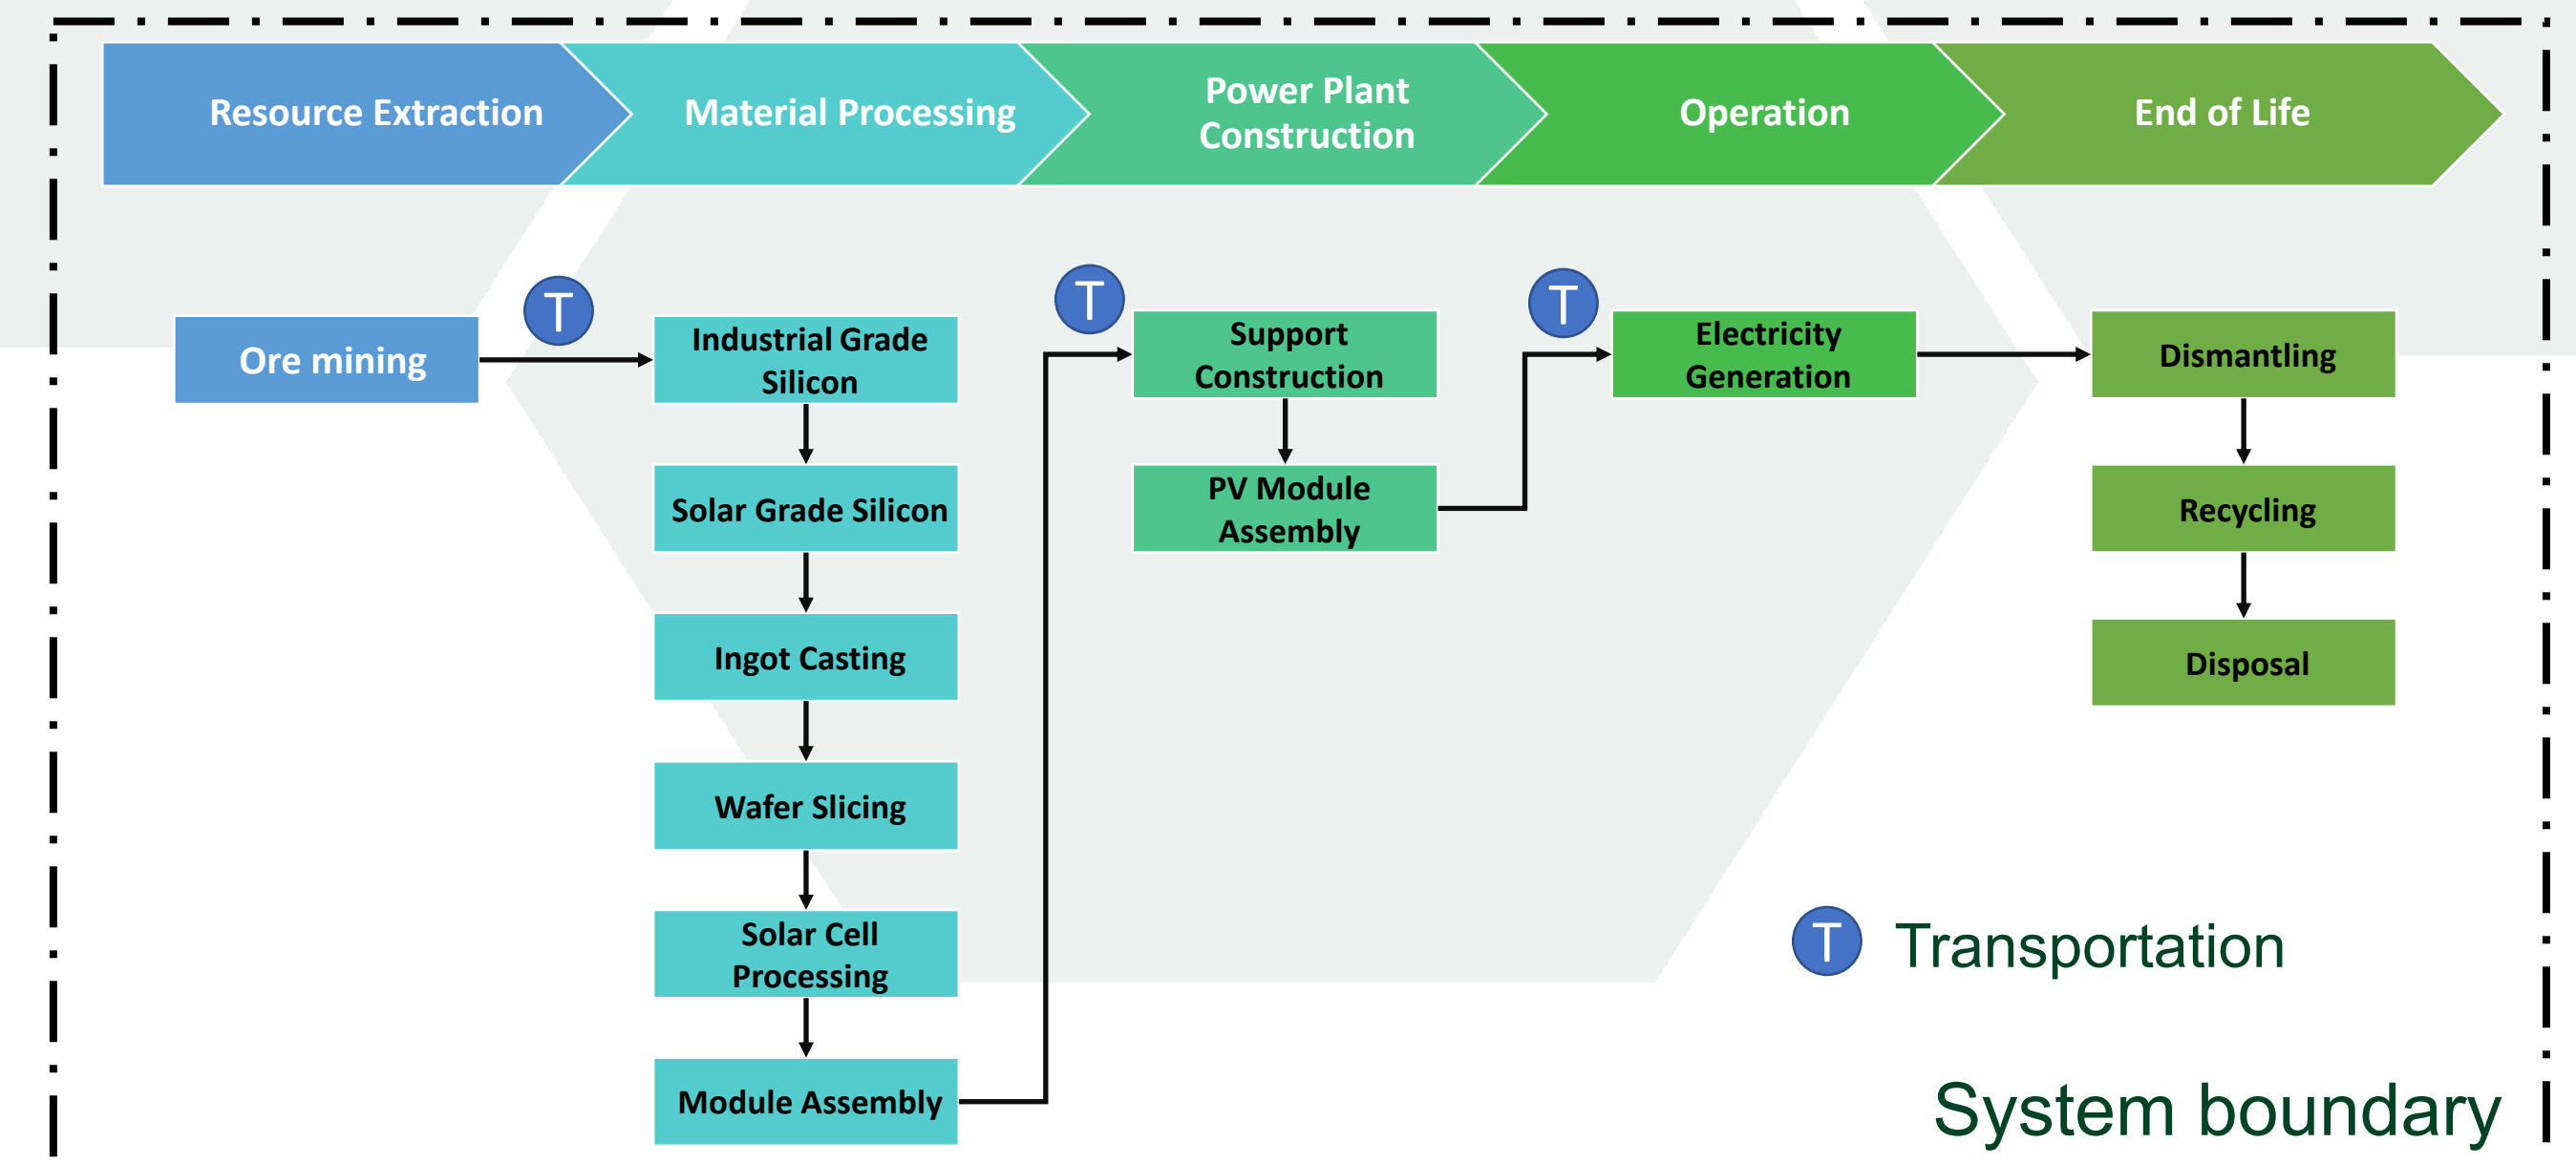 Resource Extraction
Material Processing
Power Plant
Construction
Operation
End of Life
T
T
T
Ore mining
Industrial Grade
Silicon
Solar Grade Silicon
Ingot Casting
Wafer Slicing
Solar Cell
Processing
Module Assembly
Support
Construction
PV Module
Assembly
Electricity
Generation
Dismantling
Recycling
Disposal
T Transportation
System boundary